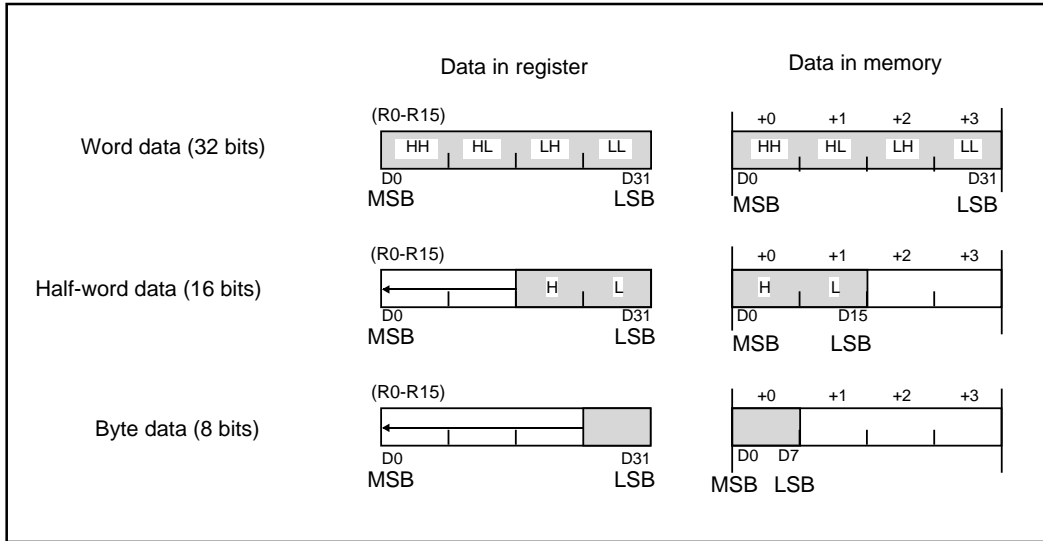 Data in register Data in memory
(R0-R15) +0 +1 +2 +3
Word data (32 bits) HH HL LH LL HH HL LH LL
D0 D31 D0 D31
MSB LSB MSB LSB
(R0-R15) +0 +1 +2 +3
Half-word data (16 bits) H L H L
D0 D31 D0 D15
MSB LSB MSB LSB
(R0-R15) +0 +1 +2 +3
Byte data (8 bits)
D0 D31 D0 D7
MSB LSB MSB LSB